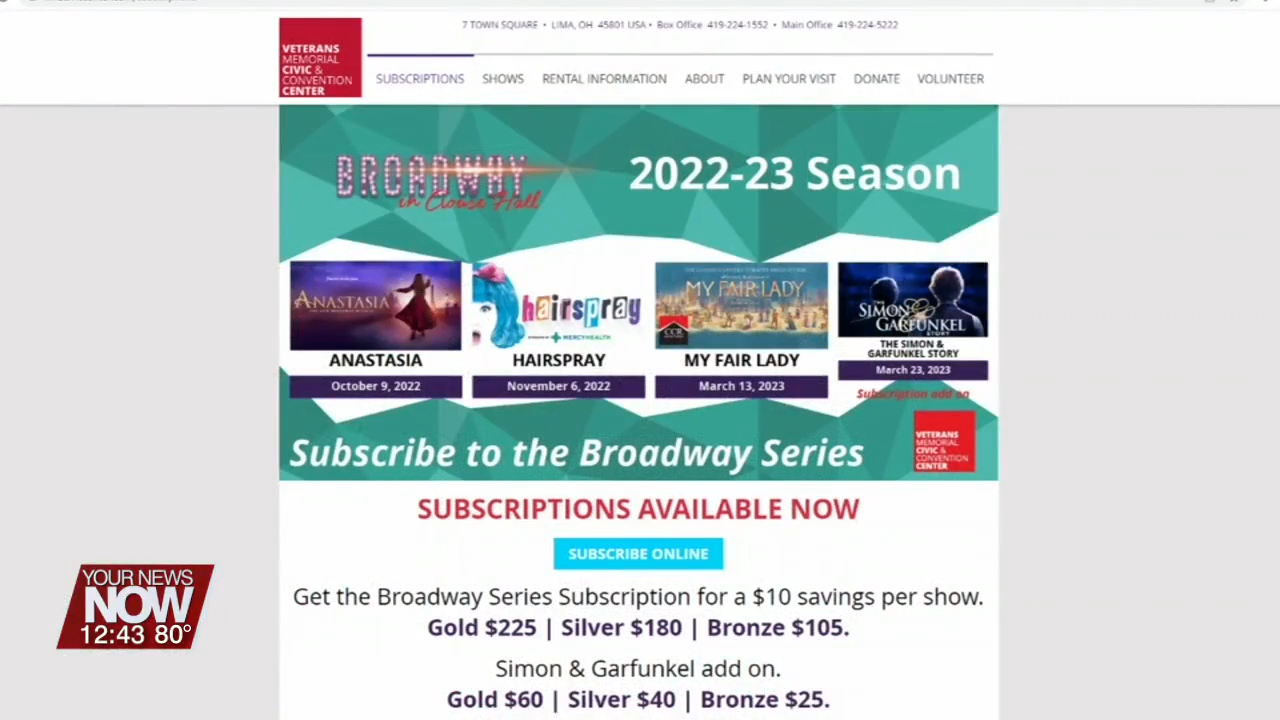 7 TOWN SQUARE • LIMA, OH 45801 USA • Box Office 419-224-1552 • Main Office 419-224-5222
VETERANS
MEMORIAL
CIVIC &
CONVENTION
CENTER
SUBSCRIPTIONS SHOWS RENTAL INFORMATION ABOUT PLAN YOUR VISIT DONATE VOLUNTEER
BROADWAY
in Clouse Hall
2022-23 Season
ANASTASIA
hairspray
MERCYHEALTH
MY FAIR LADY
CCR
THE
SIMON
&
GARFUNKEL
STORY
ANASTASIA
HAIRSPRAY
MY FAIR LADY
THE SIMON &
GARFUNKEL STORY
October 9, 2022
November 6, 2022
March 13, 2023
March 23, 2023
Subscription add on
Subscribe to the Broadway Series
VETERANS
MEMORIAL
CIVIC &
CONVENTION
CENTER
SUBSCRIPTIONS AVAILABLE NOW
SUBSCRIBE ONLINE
Get the Broadway Series Subscription for a $10 savings per show.
Gold $225 | Silver $180 | Bronze $105.
Simon & Garfunkel add on.
Gold $60 | Silver $40 | Bronze $25.
YOUR NEWS
NOW
12:43 80°